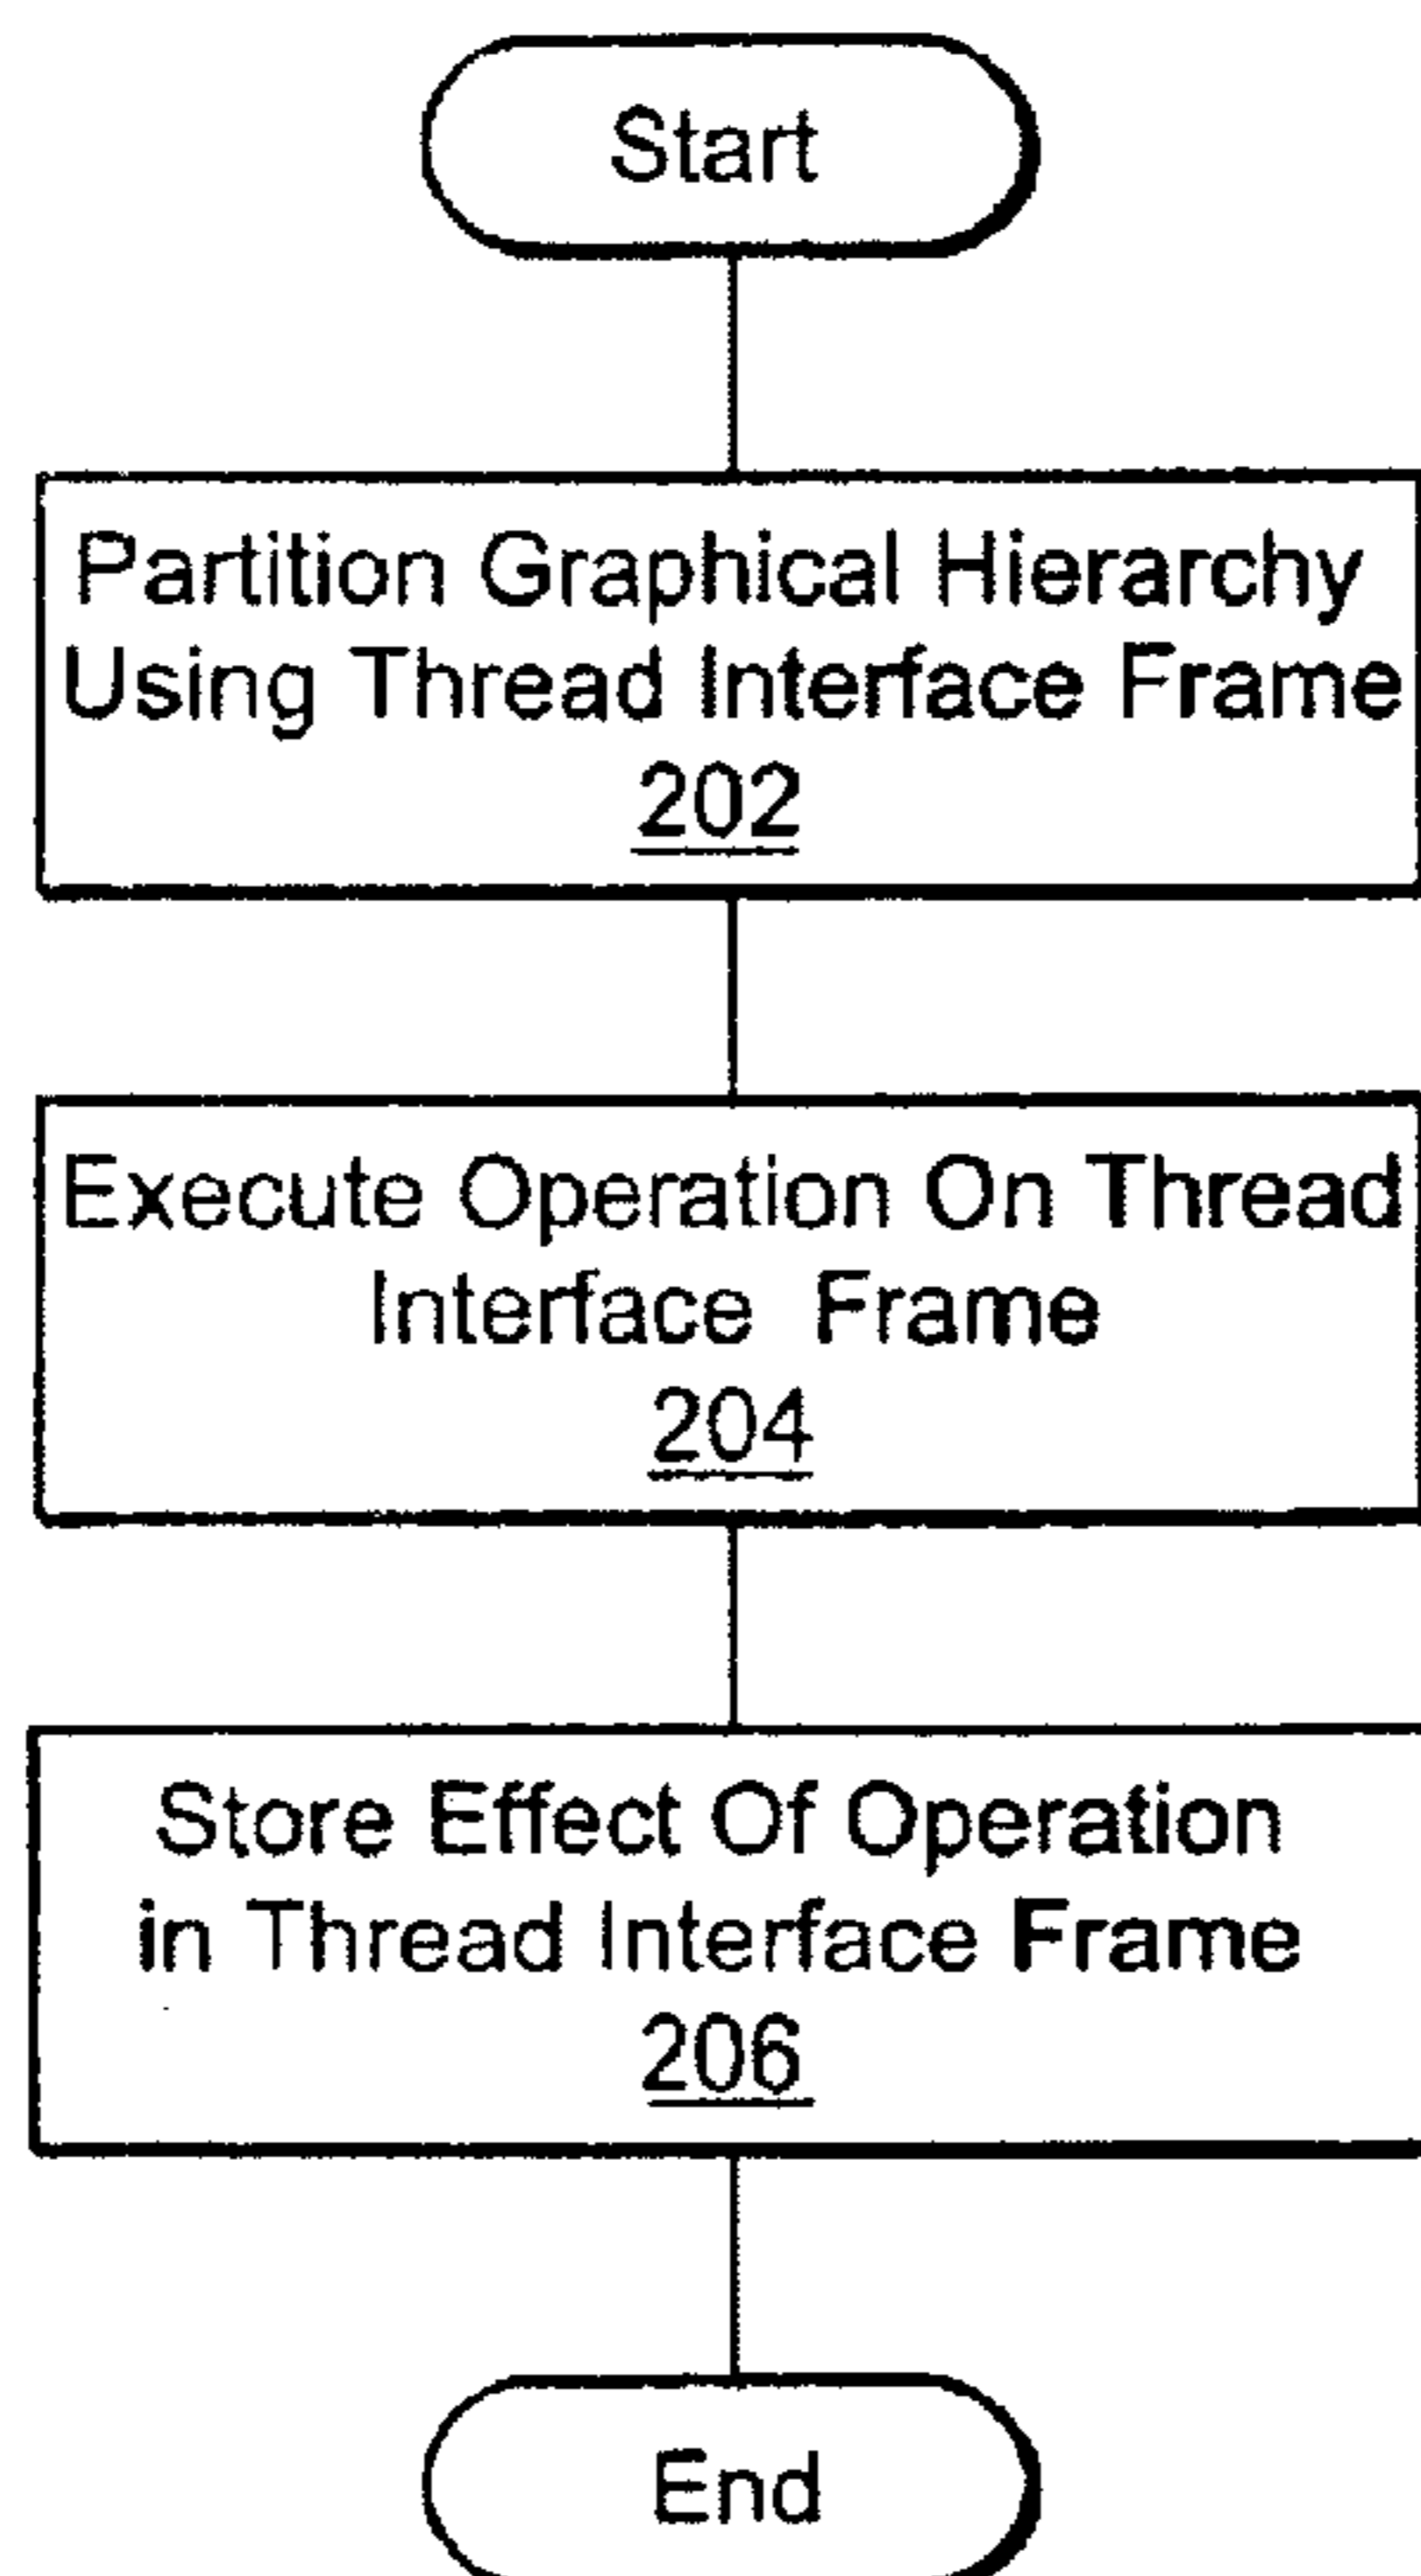 Start
Partition Graphical Hierarchy
Using Thread Interface Frame
202
Execute Operation On Thread
Interface Frame
204
Store Effect Of Operation
in Thread Interface Frame
206
End